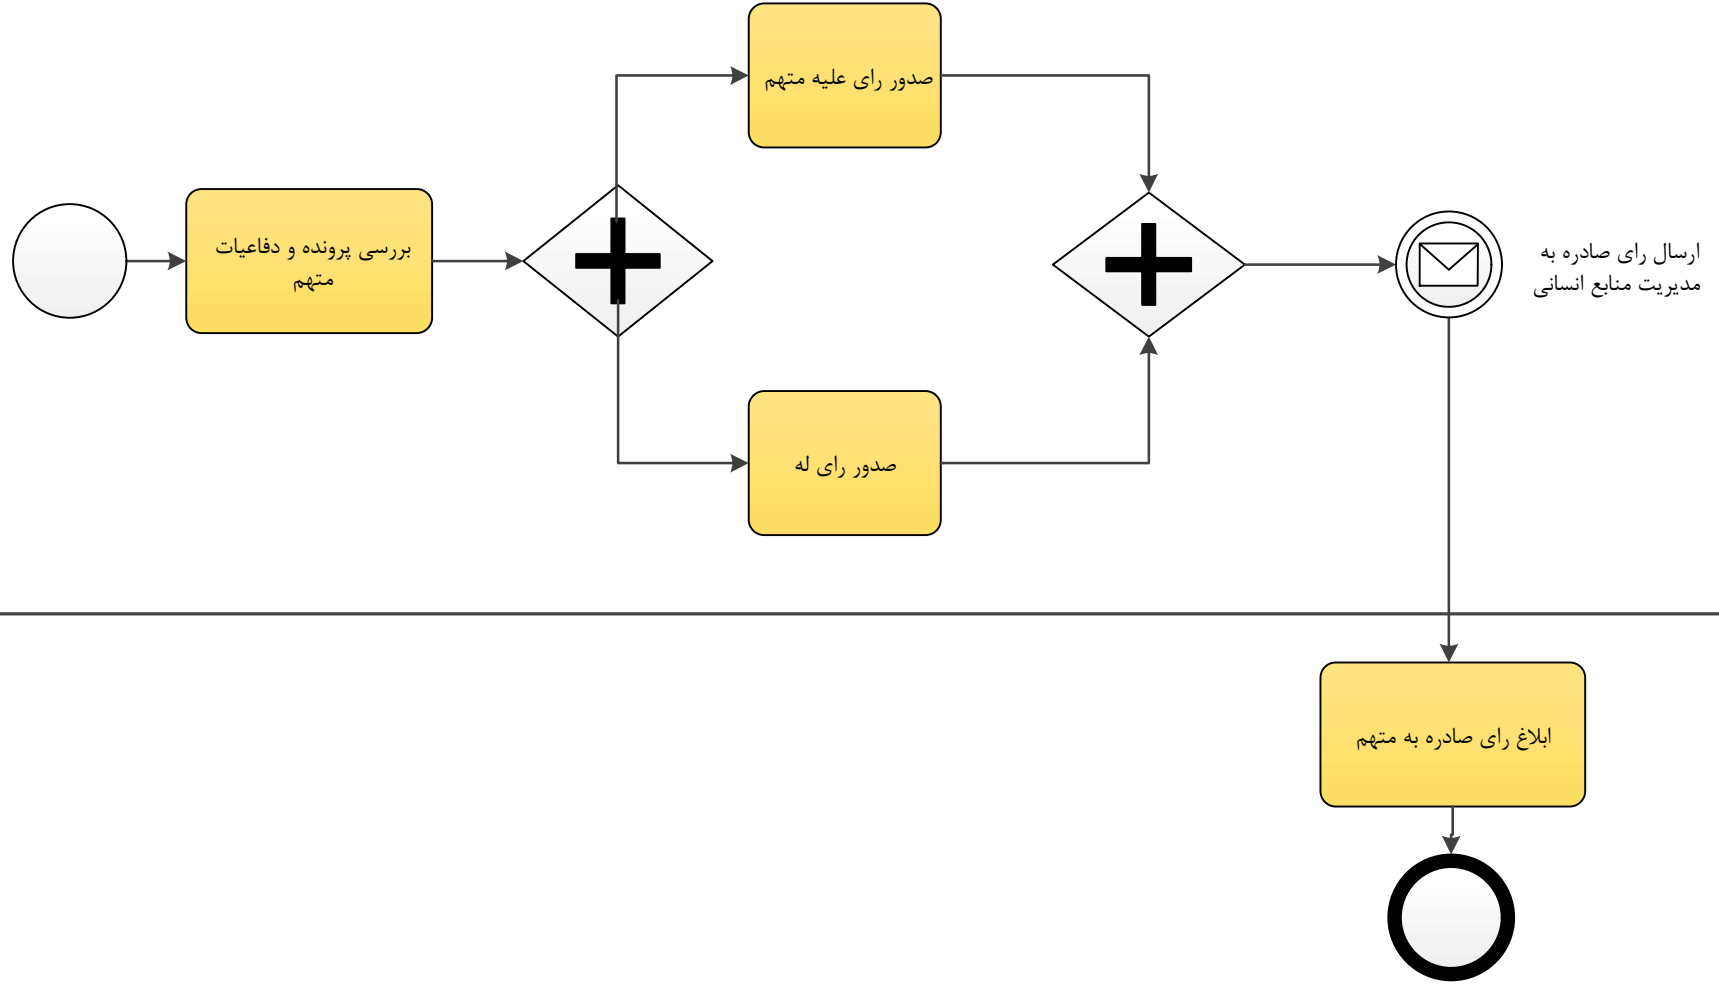 صدور رای علیه متهم
بررسی پرونده و دفاعیات
متهم
ارسال رای صادره به
مدیریت منابع انسانی
صدور رای له
ابلاغ رای صادره به متهم